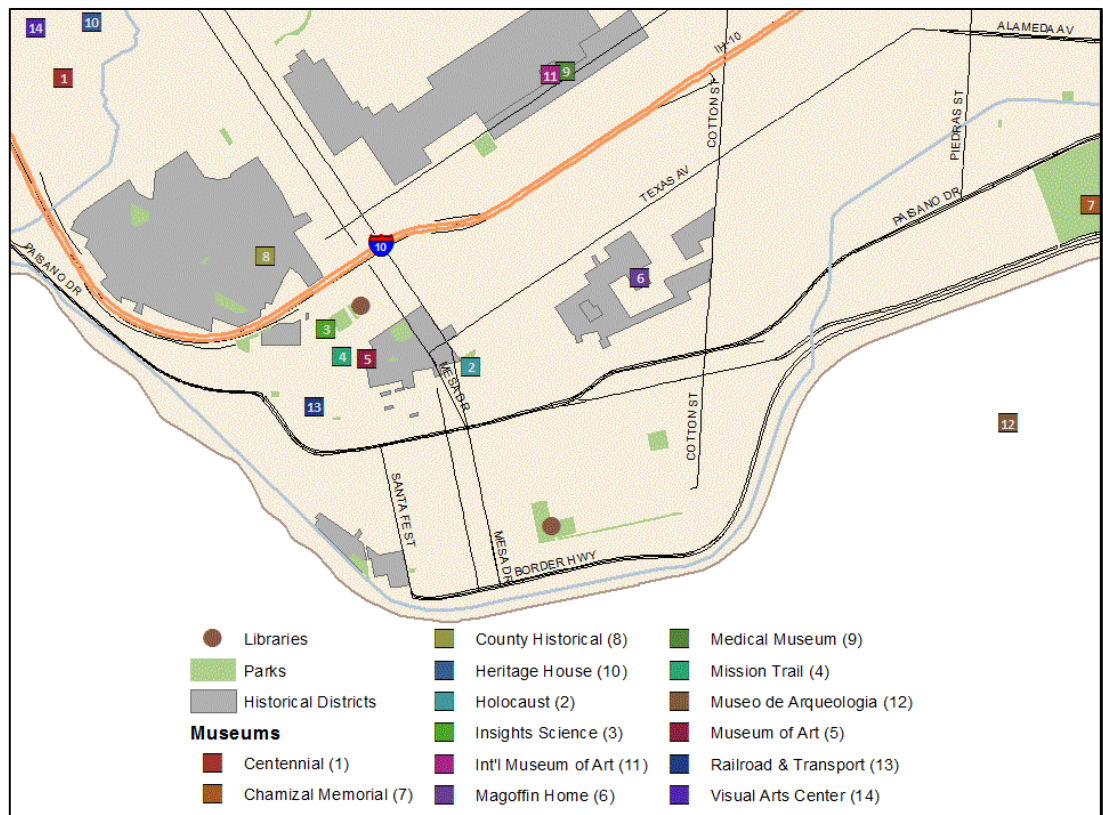 14
10
1
ALAMEDA AV
IH-10
11
9
COTTON ST
PIEDRAS ST
TEXAS AV
PAISANO DR
7
PAISANO DR
8
10
6
3
4
5
MESA DR
2
13
12
COTTON ST
SANTA FE ST
MESA DR
BORDER HWY
Libraries
Parks
Historical Districts
Museums
Centennial (1)
Chamizal Memorial (7)
County Historical (8)
Heritage House (10)
Holocaust (2)
Insights Science (3)
Int'l Museum of Art (11)
Magoffin Home (6)
Medical Museum (9)
Mission Trail (4)
Museo de Arqueologia (12)
Museum of Art (5)
Railroad & Transport (13)
Visual Arts Center (14)